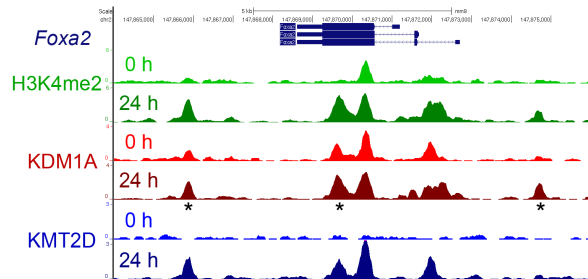 Scale 5 kb mm9
chr2: 147,865,000 147,866,000 147,867,000 147,868,000 147,869,000 147,870,000 147,871,000 147,872,000 147,873,000 147,874,000 147,875,000
Foxa2 Foxa2
Foxa2
Foxa2
H3K4me2 0 h
24 h
KDM1A 0 h
24 h
* * *
KMT2D 0 h
24 h